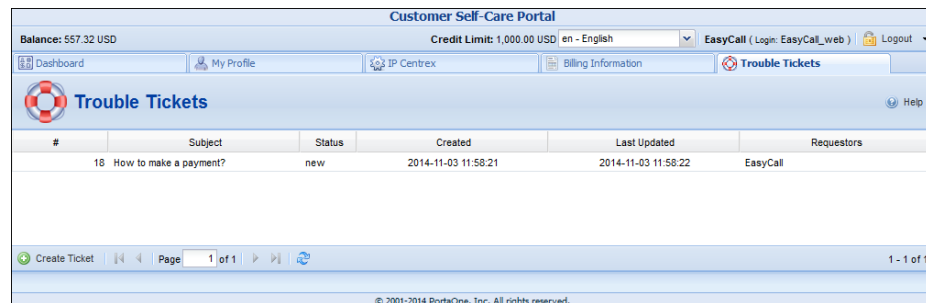 Customer Self-Care Portal
Balance: 557.32 USD Credit Limit: 1,000.00 USD en - English EasyCall ( Login: EasyCall_web ) Logout
Dashboard My Profile IP Centrex Billing Information Trouble Tickets
Trouble Tickets Help
# Subject Status Created Last Updated Requestors
18 How to make a payment? new 2014-11-03 11:58:21 2014-11-03 11:58:22 EasyCall
Create Ticket Page 1 of 1 1 - 1 of 1
© 2001-2014 PortaOne, Inc. All rights reserved.